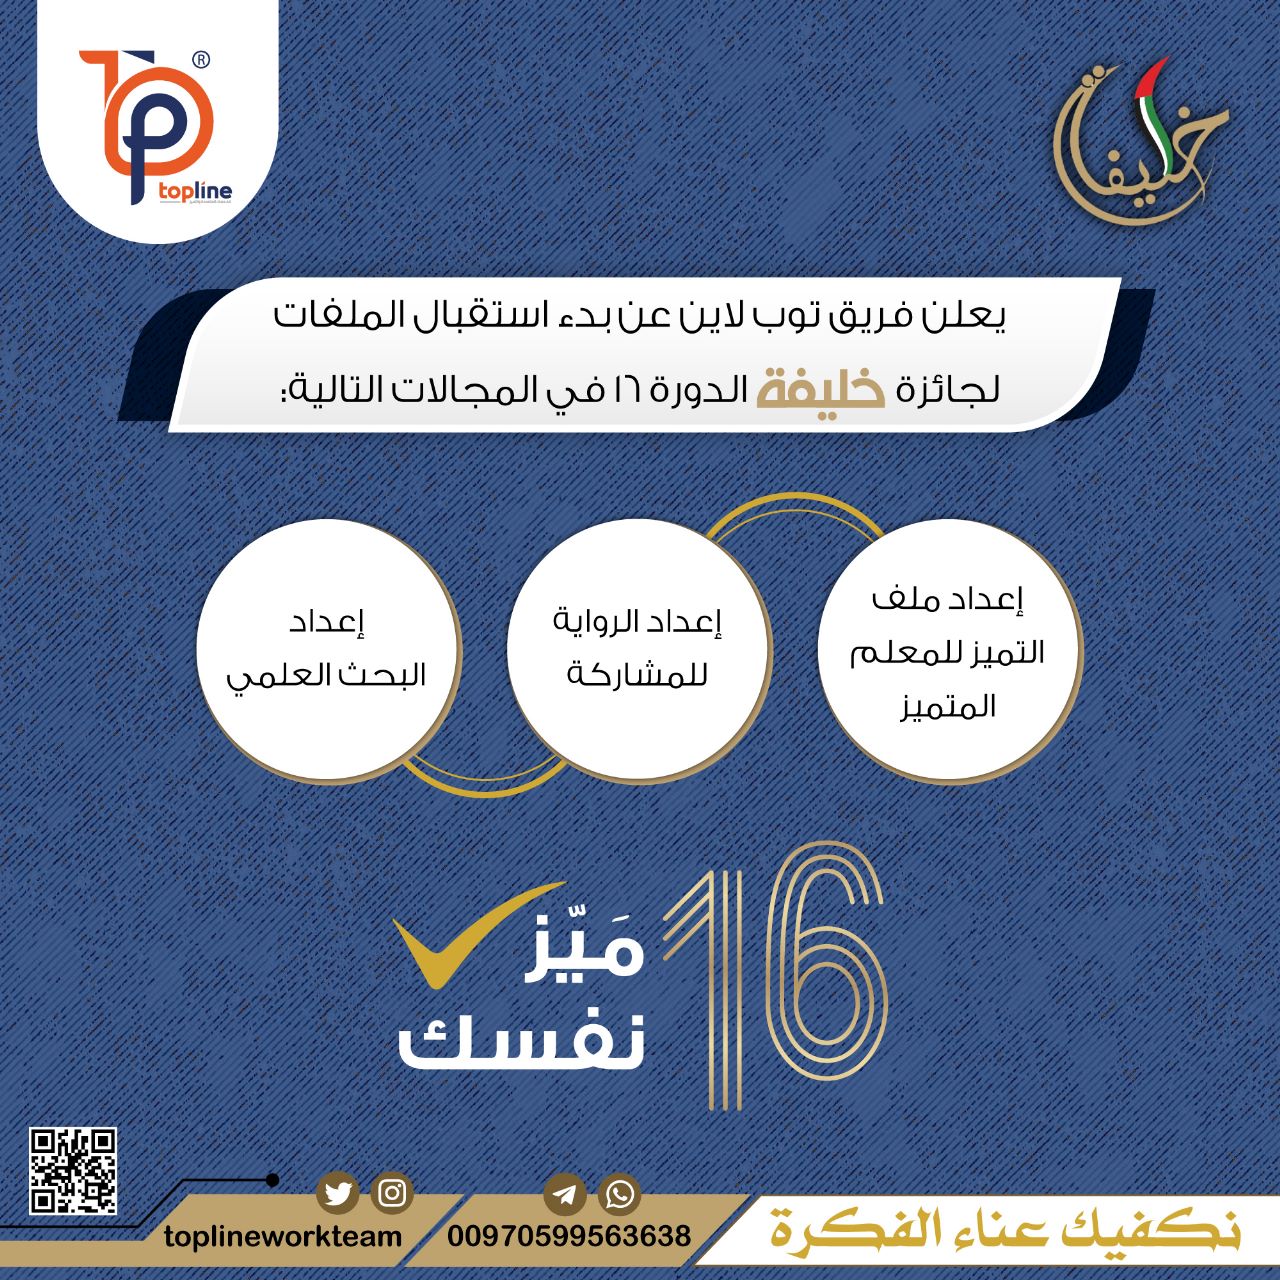 ®
topline
خليفة
يعلن فريق توب لاين عن بدء استقبال الملفات
لجائزة خليفة الدورة ١٦ في المجالات التالية:
إعداد ملف
التميز للمعلم
المتميز
إعداد الرواية
للمشاركة
إعداد
البحث العلمي
16
مَيّز
نفسك
نكفيك عناء الفكرة
00970599563638
toplineworkteam